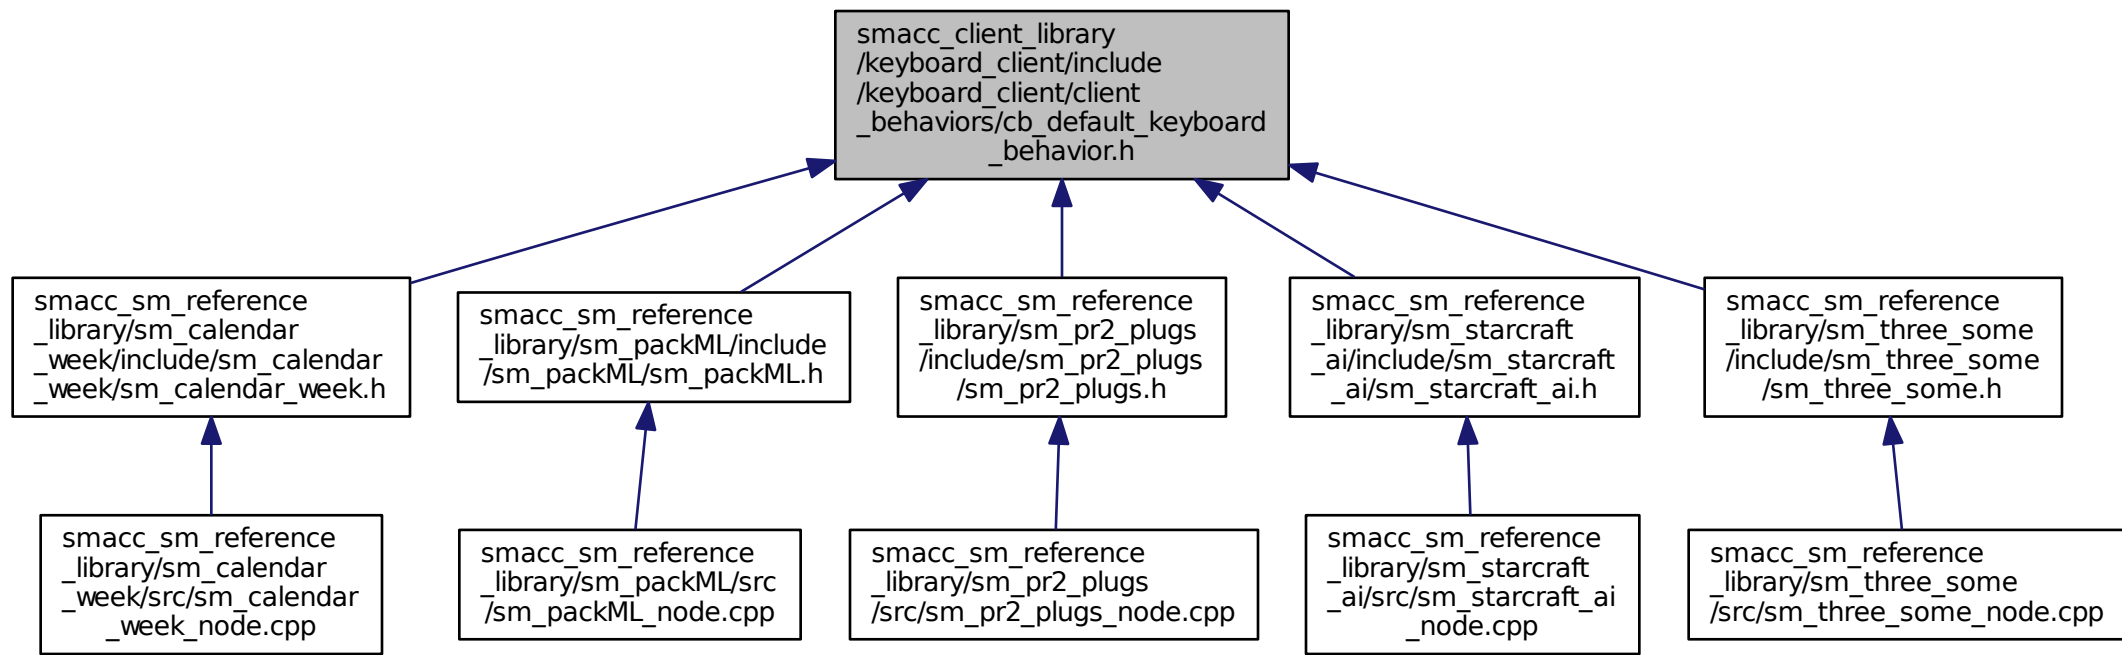 smacc_client_library
/keyboard_client/include
/keyboard_client/client
_behaviors/cb_default_keyboard
_behavior.h
smacc_sm_reference
_library/sm_calendar
_week/include/sm_calendar
_week/sm_calendar_week.h
smacc_sm_reference
_library/sm_packML/include
/sm_packML/sm_packML.h
smacc_sm_reference
_library/sm_pr2_plugs
/include/sm_pr2_plugs
/sm_pr2_plugs.h
smacc_sm_reference
_library/sm_starcraft
_ai/include/sm_starcraft
_ai/sm_starcraft_ai.h
smacc_sm_reference
_library/sm_three_some
/include/sm_three_some
/sm_three_some.h
smacc_sm_reference
_library/sm_calendar
_week/src/sm_calendar
_week_node.cpp
smacc_sm_reference
_library/sm_packML/src
/sm_packML_node.cpp
smacc_sm_reference
_library/sm_pr2_plugs
/src/sm_pr2_plugs_node.cpp
smacc_sm_reference
_library/sm_starcraft
_ai/src/sm_starcraft_ai
_node.cpp
smacc_sm_reference
_library/sm_three_some
/src/sm_three_some_node.cpp